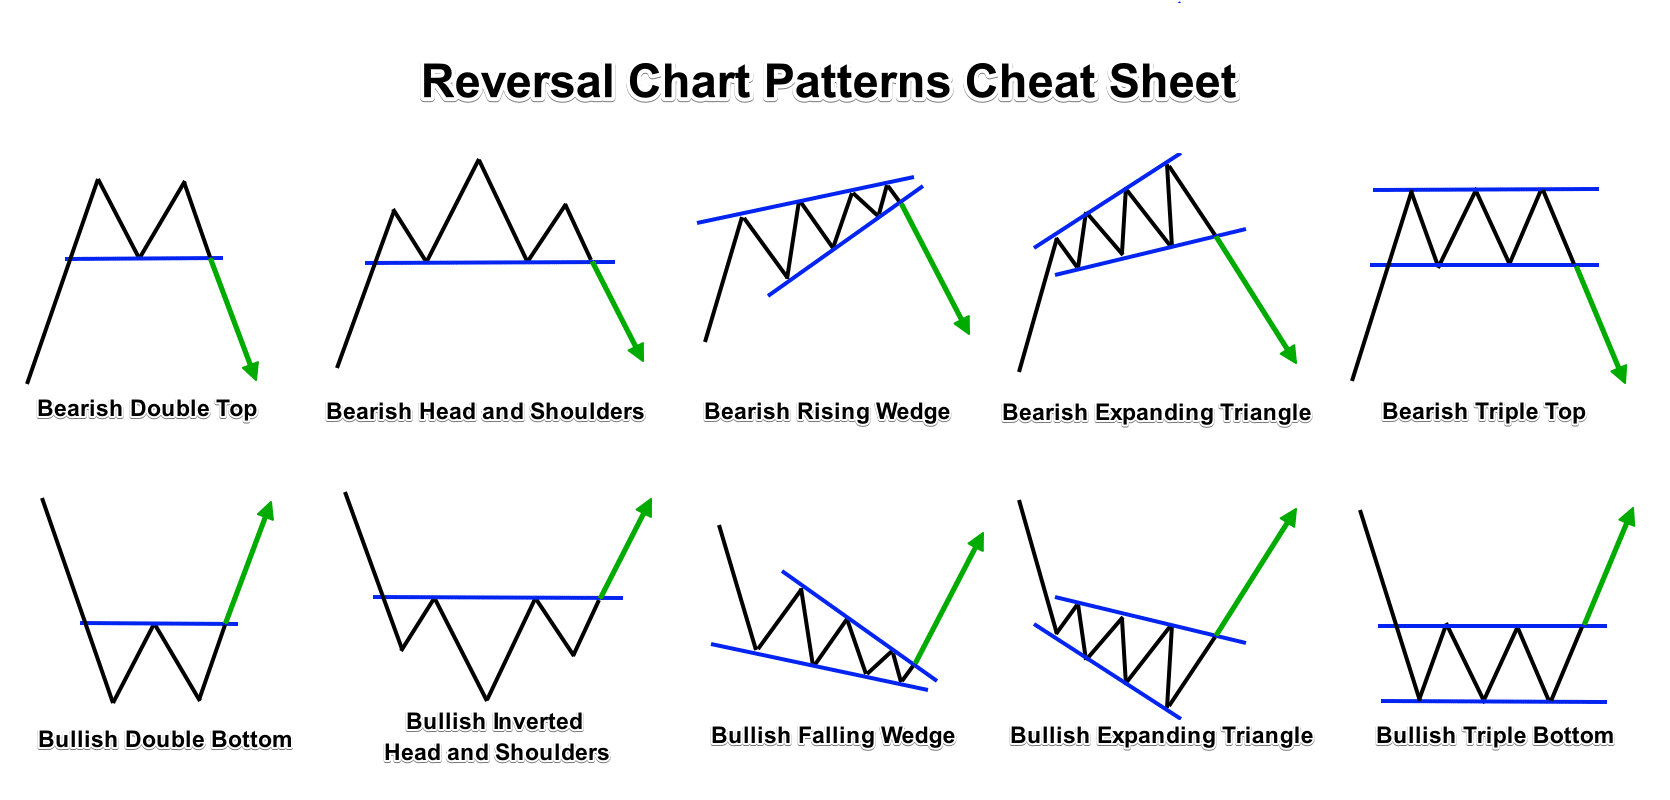 Reversal Chart Patterns Cheat Sheet
Bearish Double Top
Bearish Head and Shoulders
Bearish Rising Wedge
Bearish Expanding Triangle
Bearish Triple Top
Bullish Double Bottom
Bullish Inverted
Head and Shoulders
Bullish Falling Wedge
Bullish Expanding Triangle
Bullish Triple Bottom